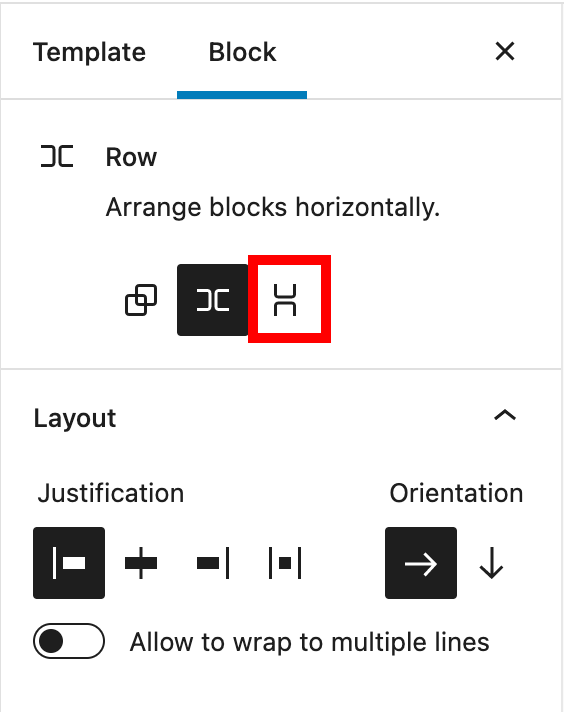 Template Block
Row
Arrange blocks horizontally.
Layout
Justification Orientation
Allow to wrap to multiple lines